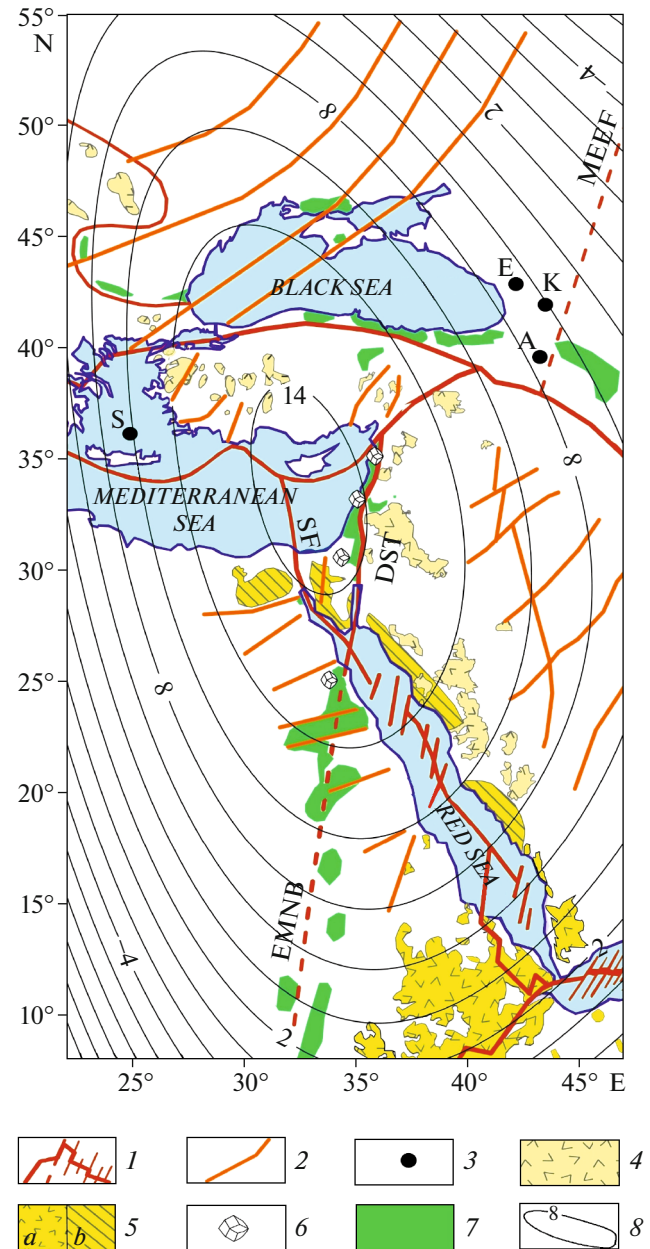 55°
N
50°
45°
40°
35°
30°
25°
20°
15°
10°
25°
30°
35°
40°
45° E
8
2
4
MEEF
E
K
A
BLACK SEA
14
S
8
MEDITERRANEAN
SEA
SF
DST
8
RED SEA
EMNB
-4
2
2
1
2
3
4
a b 5
6
7
8 8